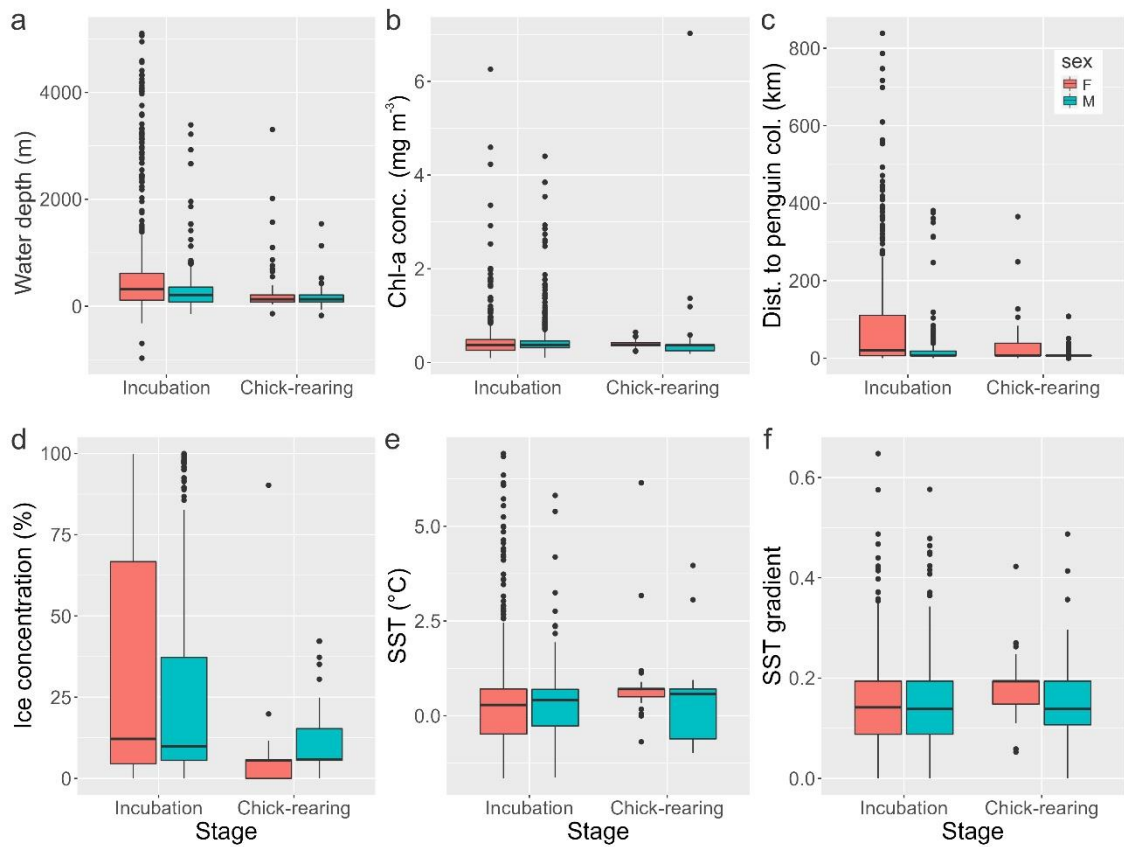 a
Water depth (m)
4000
2000
0
Incubation
Chick-rearing
b
Chl-a conc. (mg m⁻³)
6
4
2
0
Incubation
Chick-rearing
c
Dist. to penguin col. (km)
800
600
400
200
0
sex
F
M
Incubation
Chick-rearing
d
Ice concentration (%)
100
75
50
25
0
Incubation
Chick-rearing
Stage
e
SST (°C)
5.0
2.5
0.0
Incubation
Chick-rearing
Stage
f
SST gradient
0.6
0.4
0.2
0.0
Incubation
Chick-rearing
Stage